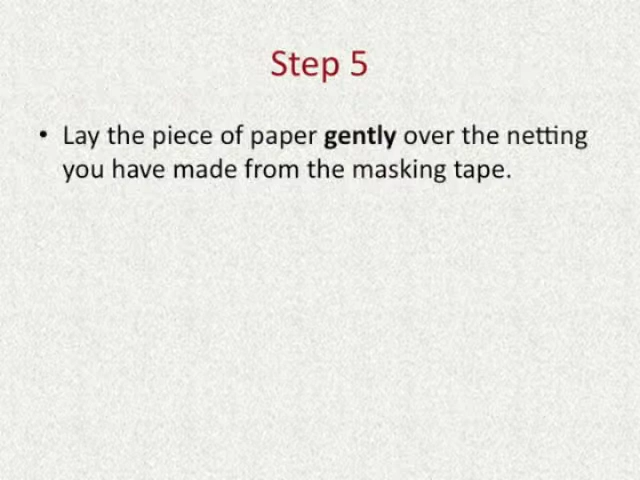 Step 5
• Lay the piece of paper gently over the netting
you have made from the masking tape.